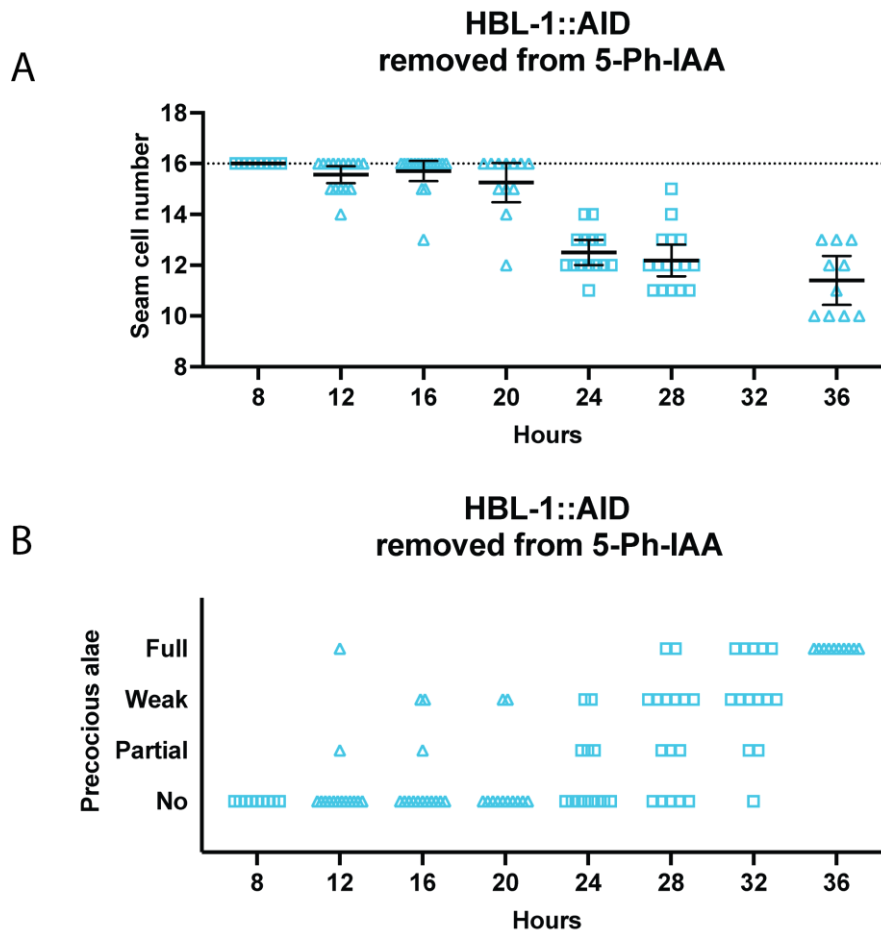 A
HBL-1::AID
removed from 5-Ph-IAA
Seam cell number
18
16
14
12
10
8
8 12 16 20 24 28 32 36
Hours
B
HBL-1::AID
removed from 5-Ph-IAA
Precocious alae
Full
Weak
Partial
No
8 12 16 20 24 28 32 36
Hours